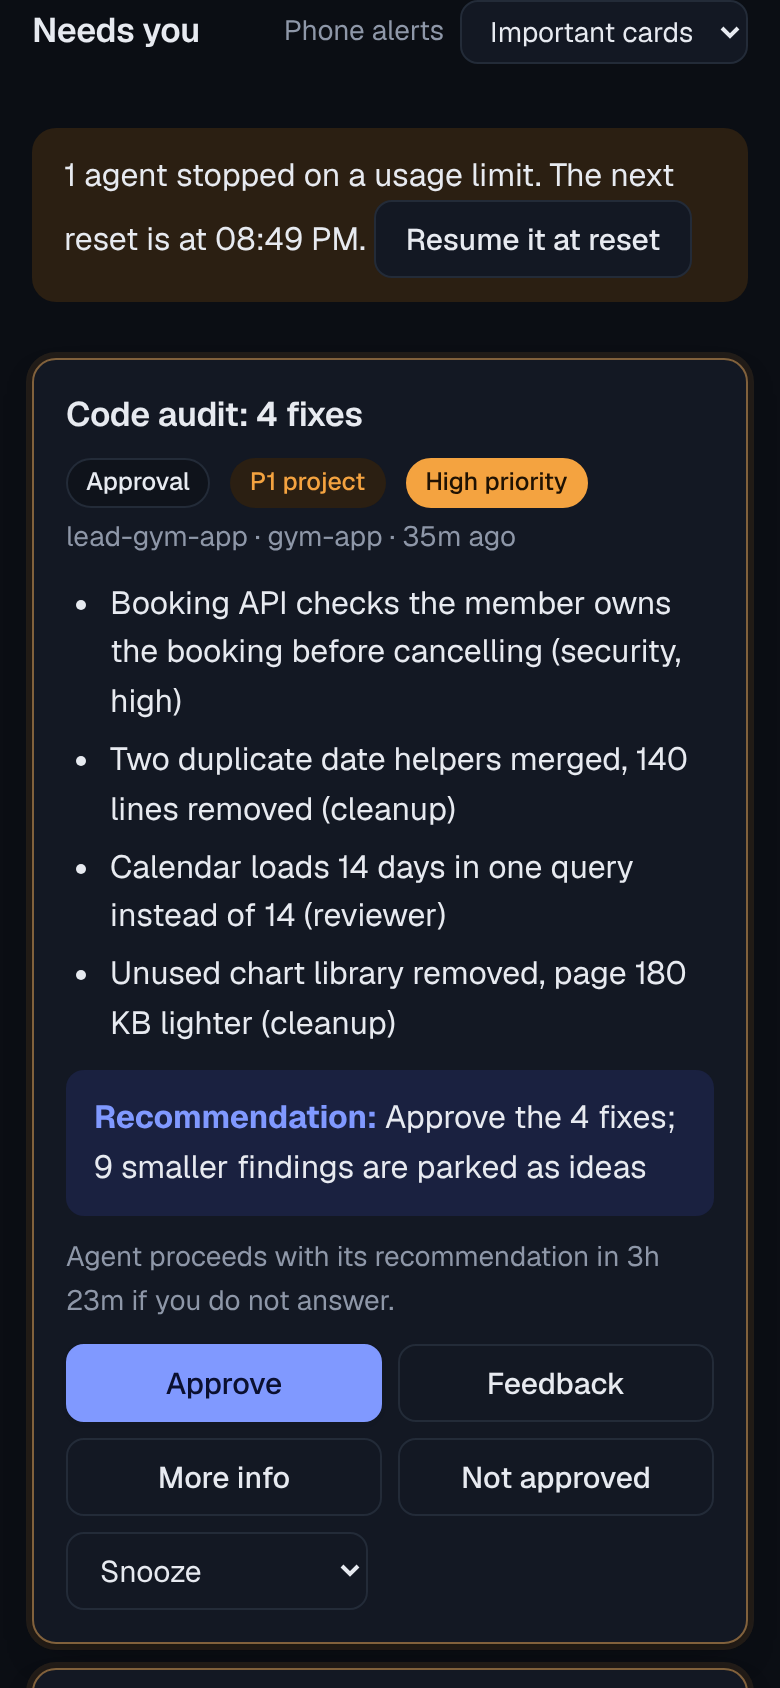 Needs you
Phone alerts
Important cards
1 agent stopped on a usage limit. The next
reset is at 08:49 PM.
Resume it at reset
Code audit: 4 fixes
Approval
P1 project
High priority
lead-gym-app · gym-app · 35m ago
• Booking API checks the member owns
the booking before cancelling (security,
high)
• Two duplicate date helpers merged, 140
lines removed (cleanup)
• Calendar loads 14 days in one query
instead of 14 (reviewer)
• Unused chart library removed, page 180
KB lighter (cleanup)
Recommendation: Approve the 4 fixes;
9 smaller findings are parked as ideas
Agent proceeds with its recommendation in 3h
23m if you do not answer.
Approve
Feedback
More info
Not approved
Snooze